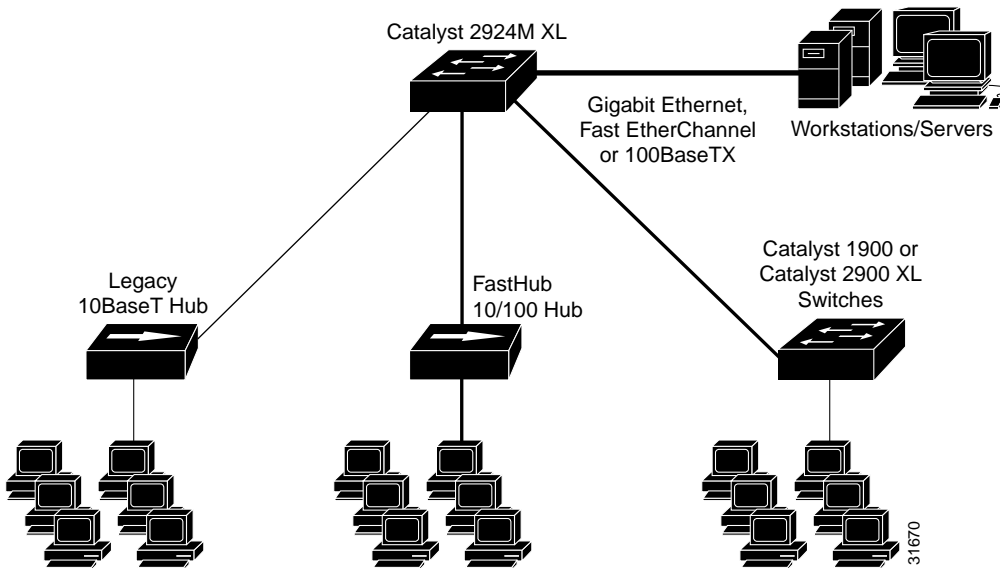 Catalyst 2924M XL
Gigabit Ethernet,
Fast EtherChannel
or 100BaseTX
Workstations/Servers
Legacy
10BaseT Hub
FastHub
10/100 Hub
Catalyst 1900 or
Catalyst 2900 XL
Switches
31670